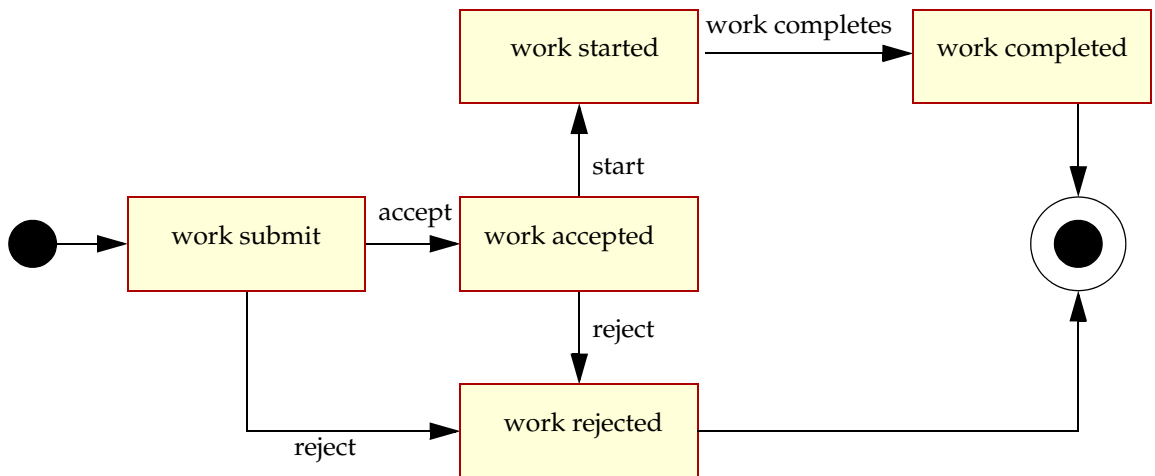 work started
work completes
work completed
start
work submit
accept
work accepted
reject
work rejected
reject